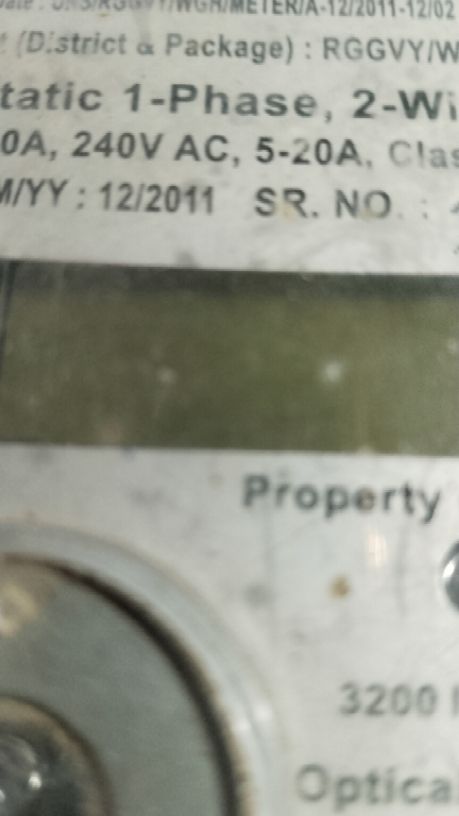 (District & Package) : RGGVY/W
tatic 1-Phase, 2-Wi
0A, 240V AC, 5-20A, Clas
M/YY : 12/2011 SR. NO. :
Property
3200
Optica